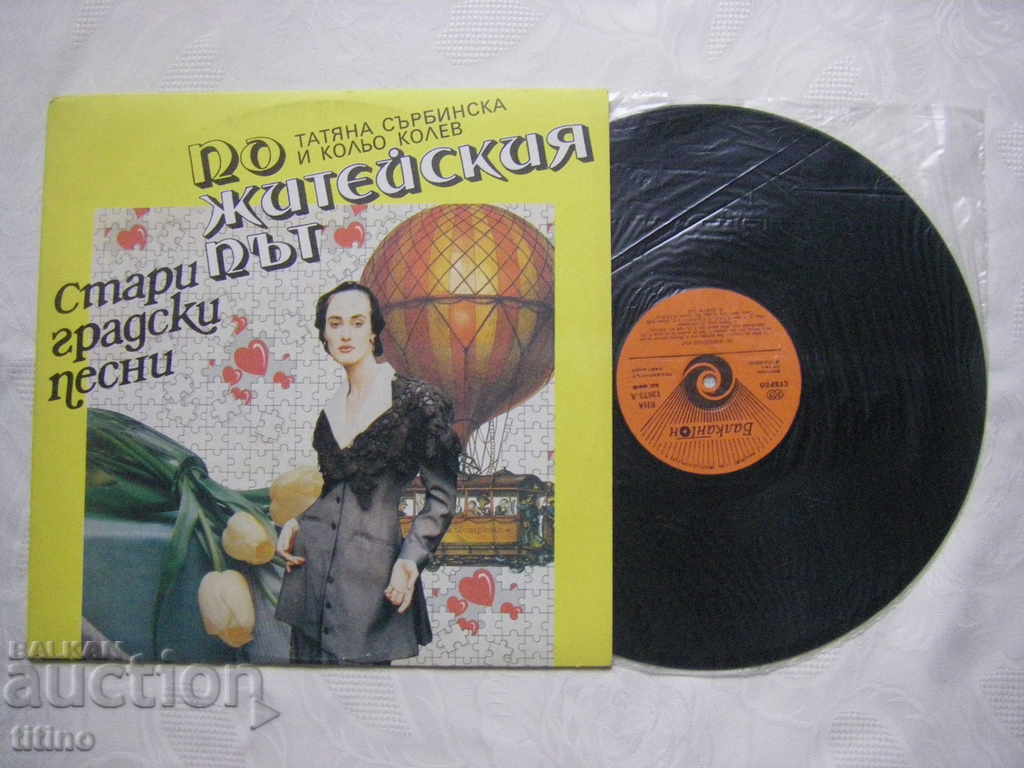 ТАТЯНА СЪРБИНСКА
И КОЛЬО КОЛЕВ
ПО
ЖИТЕЙСКИЯ
ПЪТ
Стари
градски
песни
Балкантон
СТЕРЕО
BALKAN
auction
titino